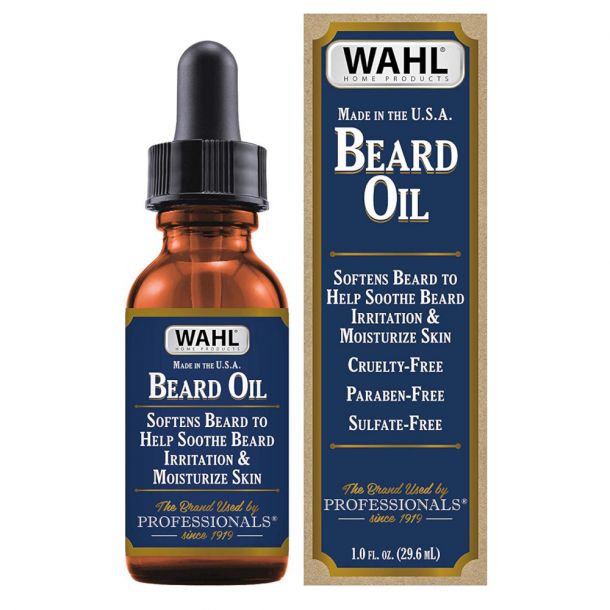 WAHL®
HOME PRODUCTS
MADE IN THE U.S.A.
BEARD OIL
SOFTENS BEARD TO
HELP SOOTHE BEARD
IRRITATION &
MOISTURIZE SKIN
The Brand Used by
PROFESSIONALS®
since 1919
WAHL®
HOME PRODUCTS
MADE IN THE U.S.A.
BEARD
OIL
SOFTENS BEARD TO
HELP SOOTHE BEARD
IRRITATION &
MOISTURIZE SKIN
CRUELTY-FREE
PARABEN-FREE
SULFATE-FREE
The Brand Used by
PROFESSIONALS®
since 1919
1.0 FL. OZ. (29.6 mL)